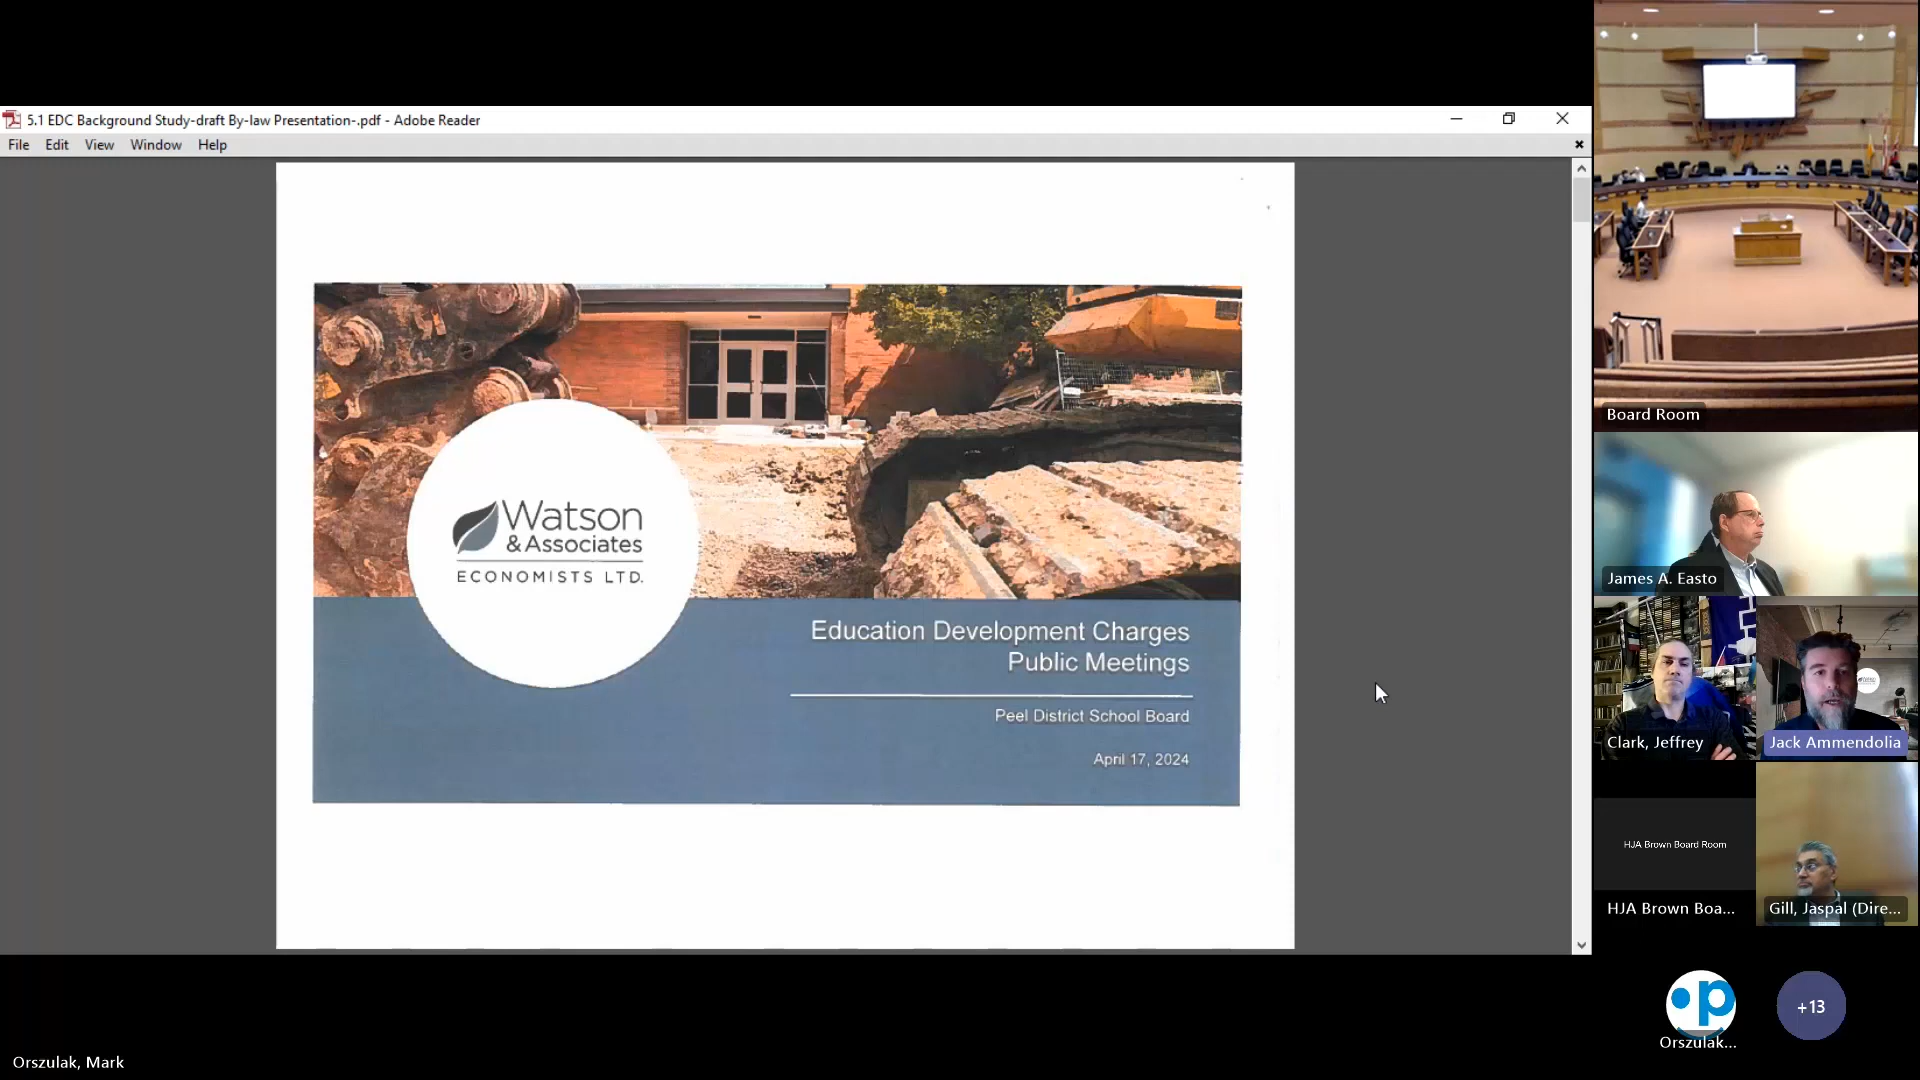 5.1 EDC Background Study-draft By-law Presentation-.pdf - Adobe Reader
File Edit View Window Help
Watson
& Associates
ECONOMISTS LTD.
Education Development Charges
Public Meetings
Peel District School Board
April 17, 2024
Board Room
James A. Easto
Clark, Jeffrey
Jack Ammendolia
HJA Brown Board Room
HJA Brown Boa...
Gill, Jaspal (Dire...
p
+13
Orszulak...
Orszulak, Mark